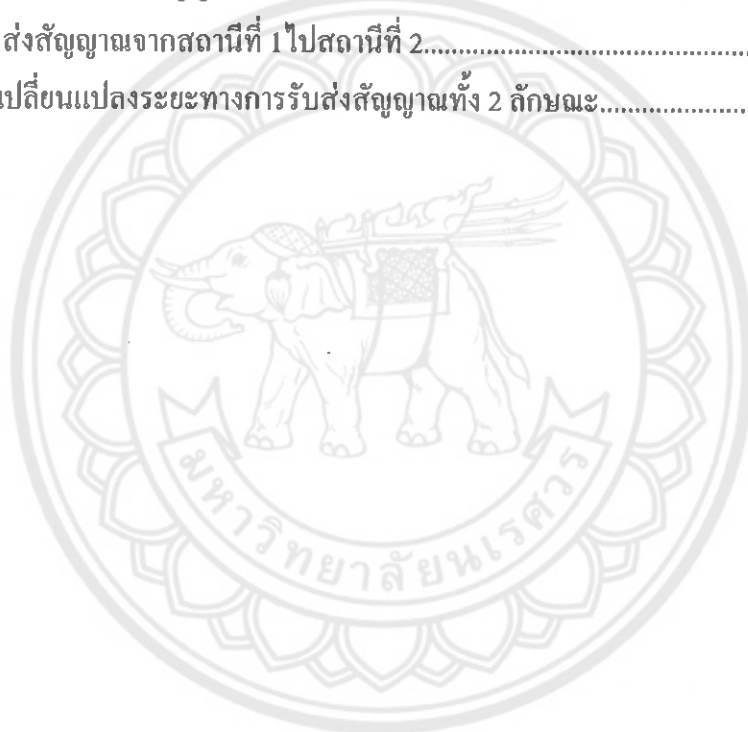 ส่งสัญญาณจากสถานีที่ 1 ไปสถานีที่ 2
เปลี่ยนแปลงระยะทางการรับส่งสัญญาณทั้ง 2 ลักษณะ
มหาวิทยาลัยนเรศวร